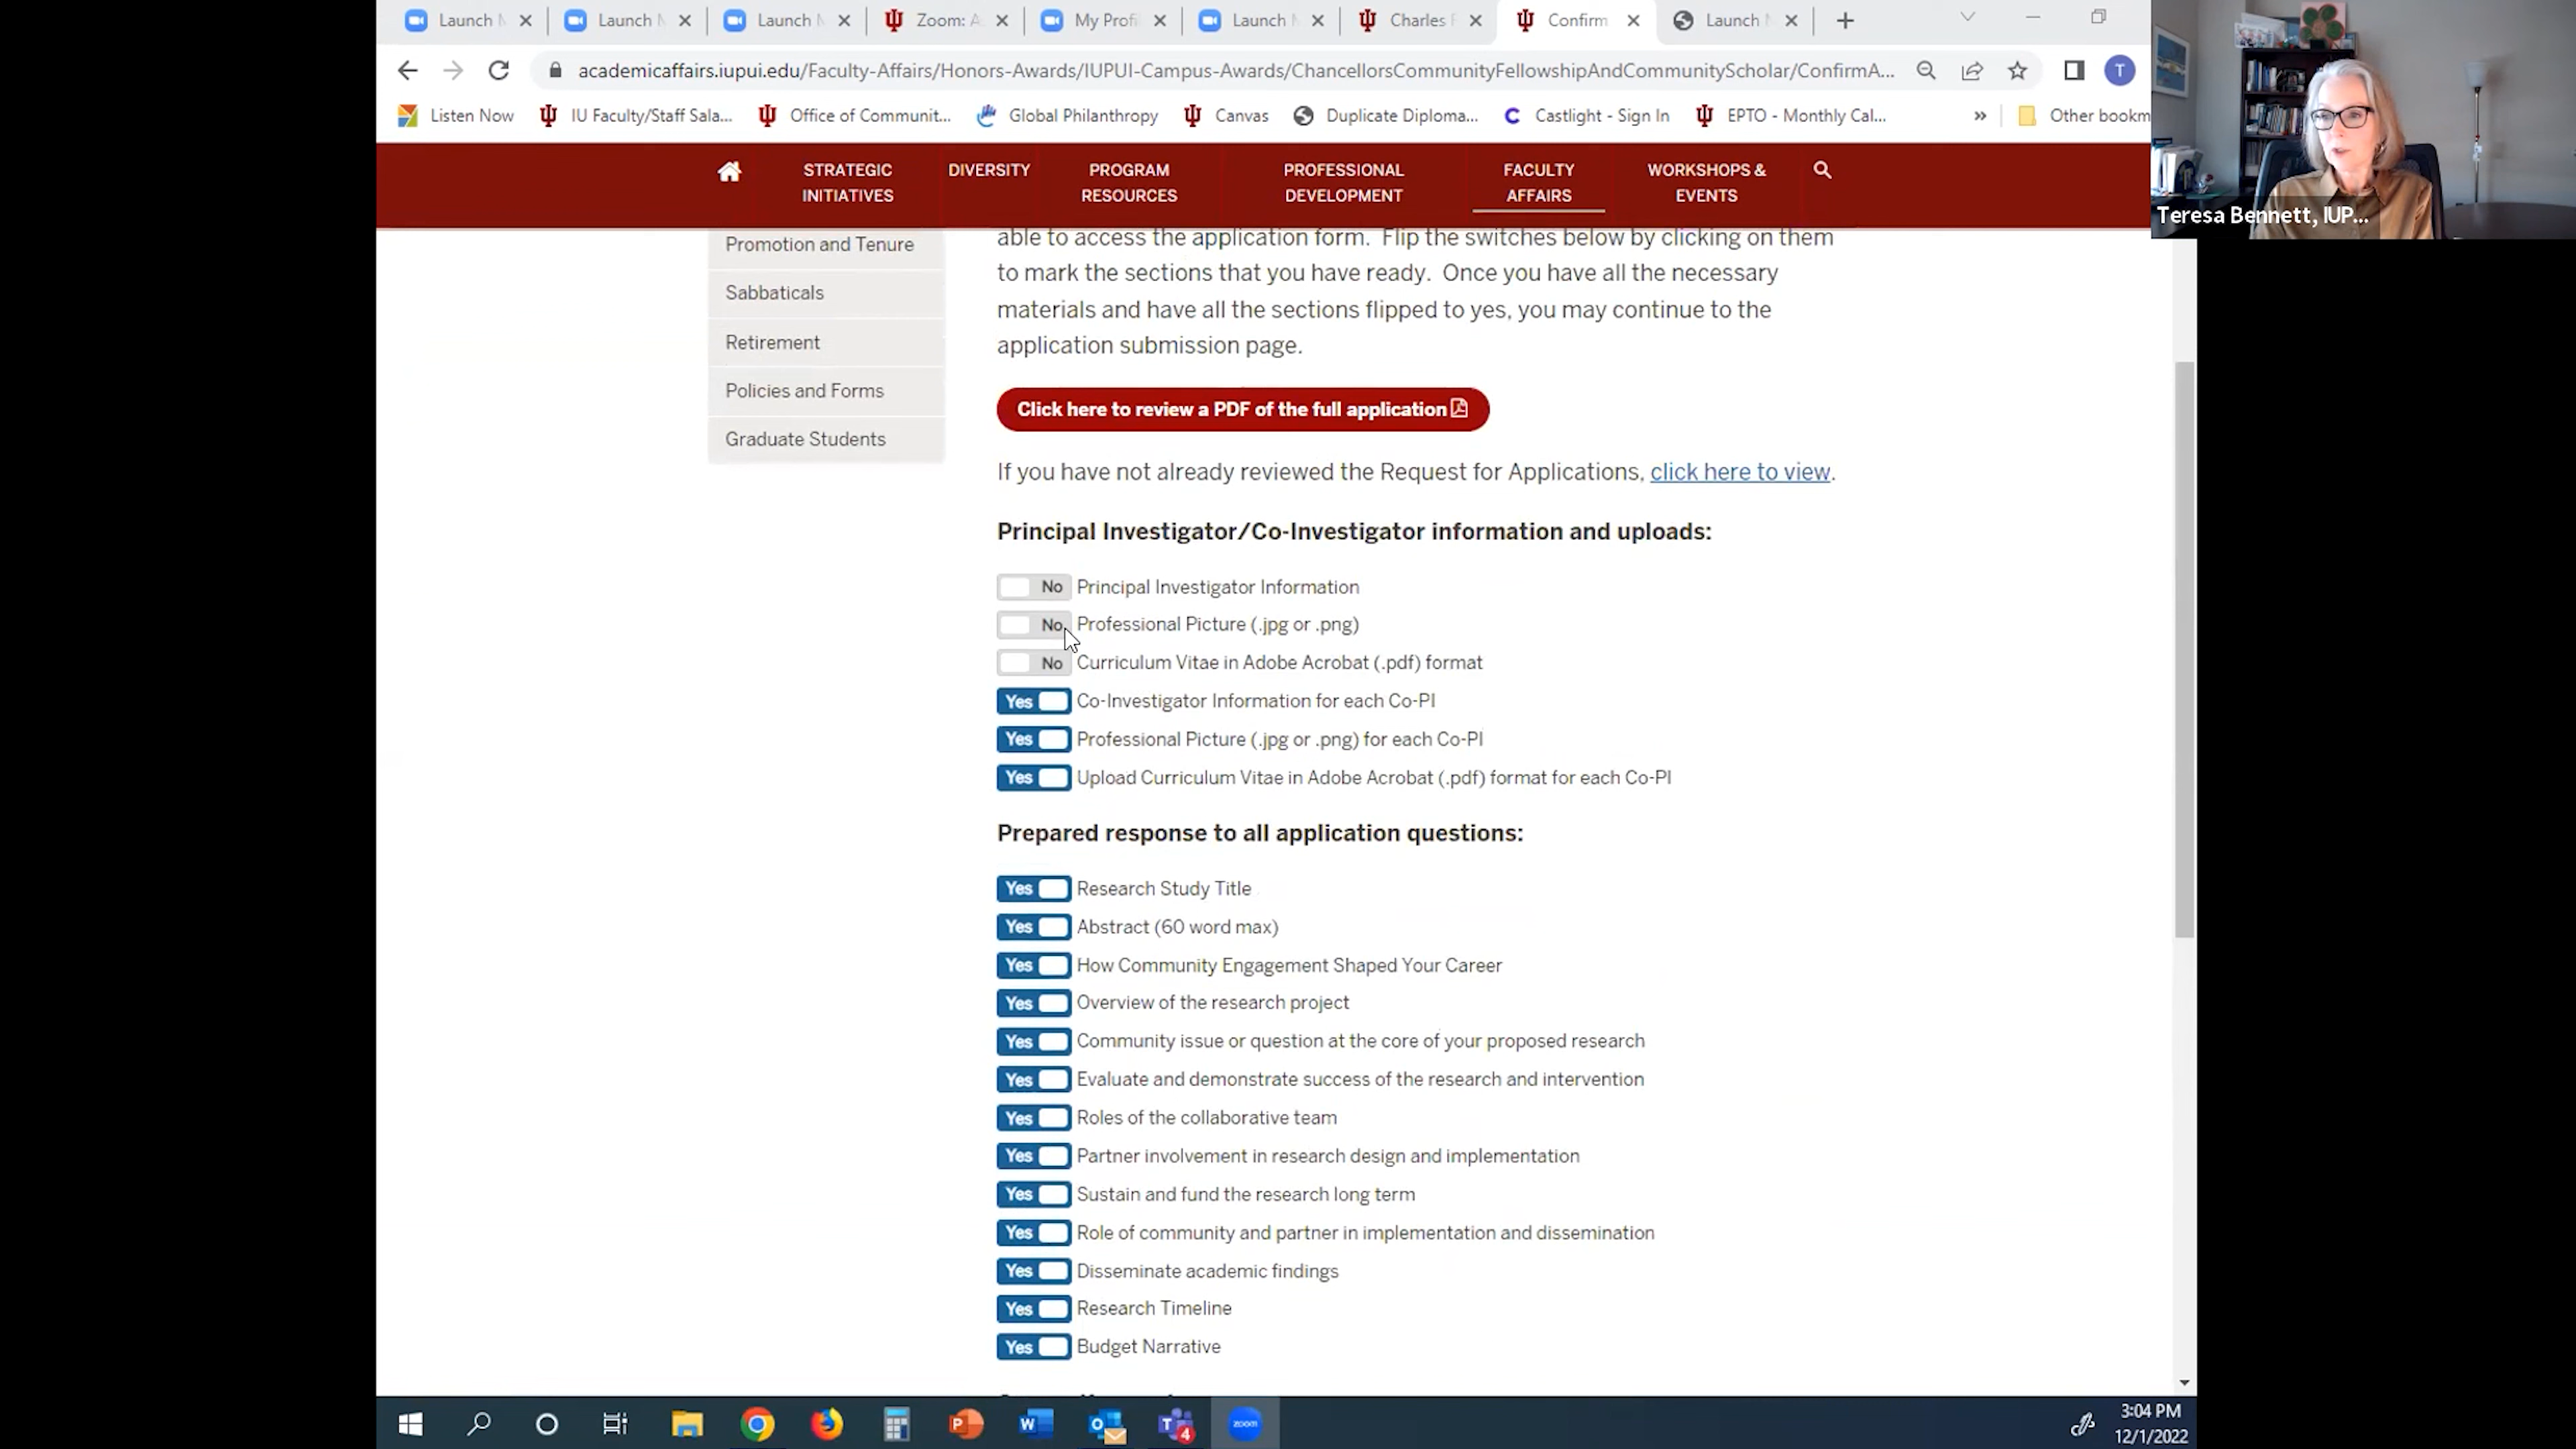 Launch M
Launch M
Launch M
Zoom: A
My Profi
Launch M
Charles F
Confirm
Launch M
academicaffairs.iupui.edu/Faculty-Affairs/Honors-Awards/IUPUI-Campus-Awards/ChancellorsCommunityFellowshipAndCommunityScholar/ConfirmA...
T
Listen Now
IU Faculty/Staff Sala...
Office of Communit...
Global Philanthropy
Canvas
Duplicate Diploma...
Castlight - Sign In
EPTO - Monthly Cal...
»
Other bookm
STRATEGIC INITIATIVES
DIVERSITY
PROGRAM RESOURCES
PROFESSIONAL DEVELOPMENT
FACULTY AFFAIRS
WORKSHOPS & EVENTS
Teresa Bennett, IUP...
Promotion and Tenure
Sabbaticals
Retirement
Policies and Forms
Graduate Students
able to access the application form. Flip the switches below by clicking on them
to mark the sections that you have ready. Once you have all the necessary
materials and have all the sections flipped to yes, you may continue to the
application submission page.
Click here to review a PDF of the full application
If you have not already reviewed the Request for Applications, click here to view.
Principal Investigator/Co-Investigator information and uploads:
No Principal Investigator Information
No Professional Picture (.jpg or .png)
No Curriculum Vitae in Adobe Acrobat (.pdf) format
Yes Co-Investigator Information for each Co-PI
Yes Professional Picture (.jpg or .png) for each Co-PI
Yes Upload Curriculum Vitae in Adobe Acrobat (.pdf) format for each Co-PI
Prepared response to all application questions:
Yes Research Study Title
Yes Abstract (60 word max)
Yes How Community Engagement Shaped Your Career
Yes Overview of the research project
Yes Community issue or question at the core of your proposed research
Yes Evaluate and demonstrate success of the research and intervention
Yes Roles of the collaborative team
Yes Partner involvement in research design and implementation
Yes Sustain and fund the research long term
Yes Role of community and partner in implementation and dissemination
Yes Disseminate academic findings
Yes Research Timeline
Yes Budget Narrative
zoom
4
3:04 PM
12/1/2022